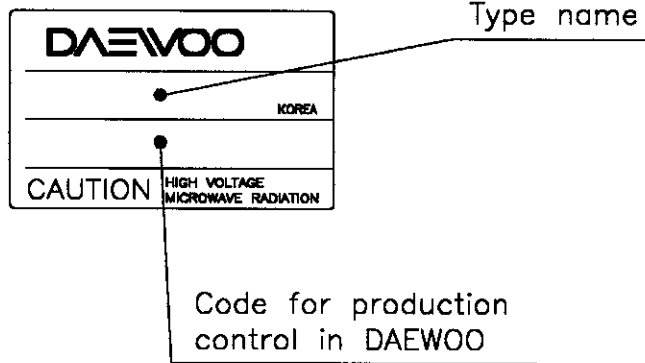 Type name
DAEWOO
KOREA
CAUTION HIGH VOLTAGE
MICROWAVE RADIATION
Code for production
control in DAEWOO